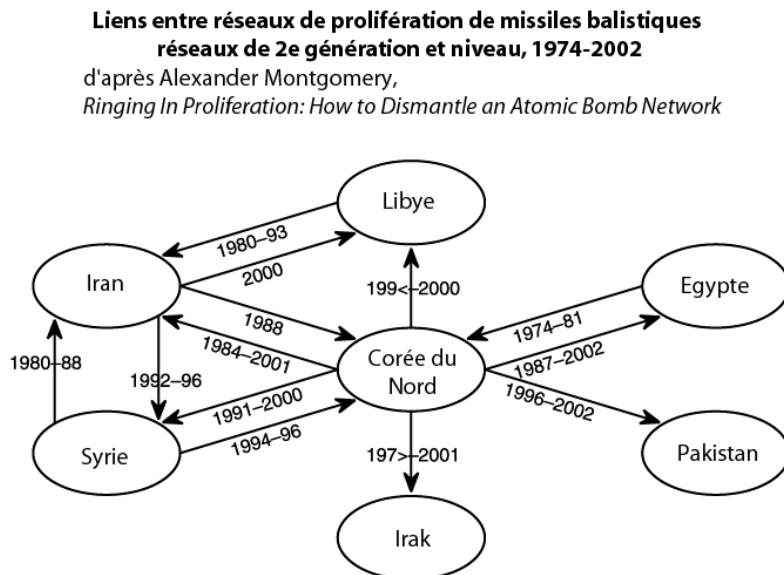 Liens entre réseaux de prolifération de missiles balistiques
réseaux de 2e génération et niveau, 1974-2002
d'après Alexander Montgomery,
Ringing In Proliferation: How to Dismantle an Atomic Bomb Network
Libye
1980–93
2000
Iran
199<–2000
Egypte
1988
1974–81
1984–2001
1987–2002
1980–88
1992–96
Corée du
Nord
1991–2000
1996–2002
1994–96
Syrie
197>–2001
Pakistan
Irak